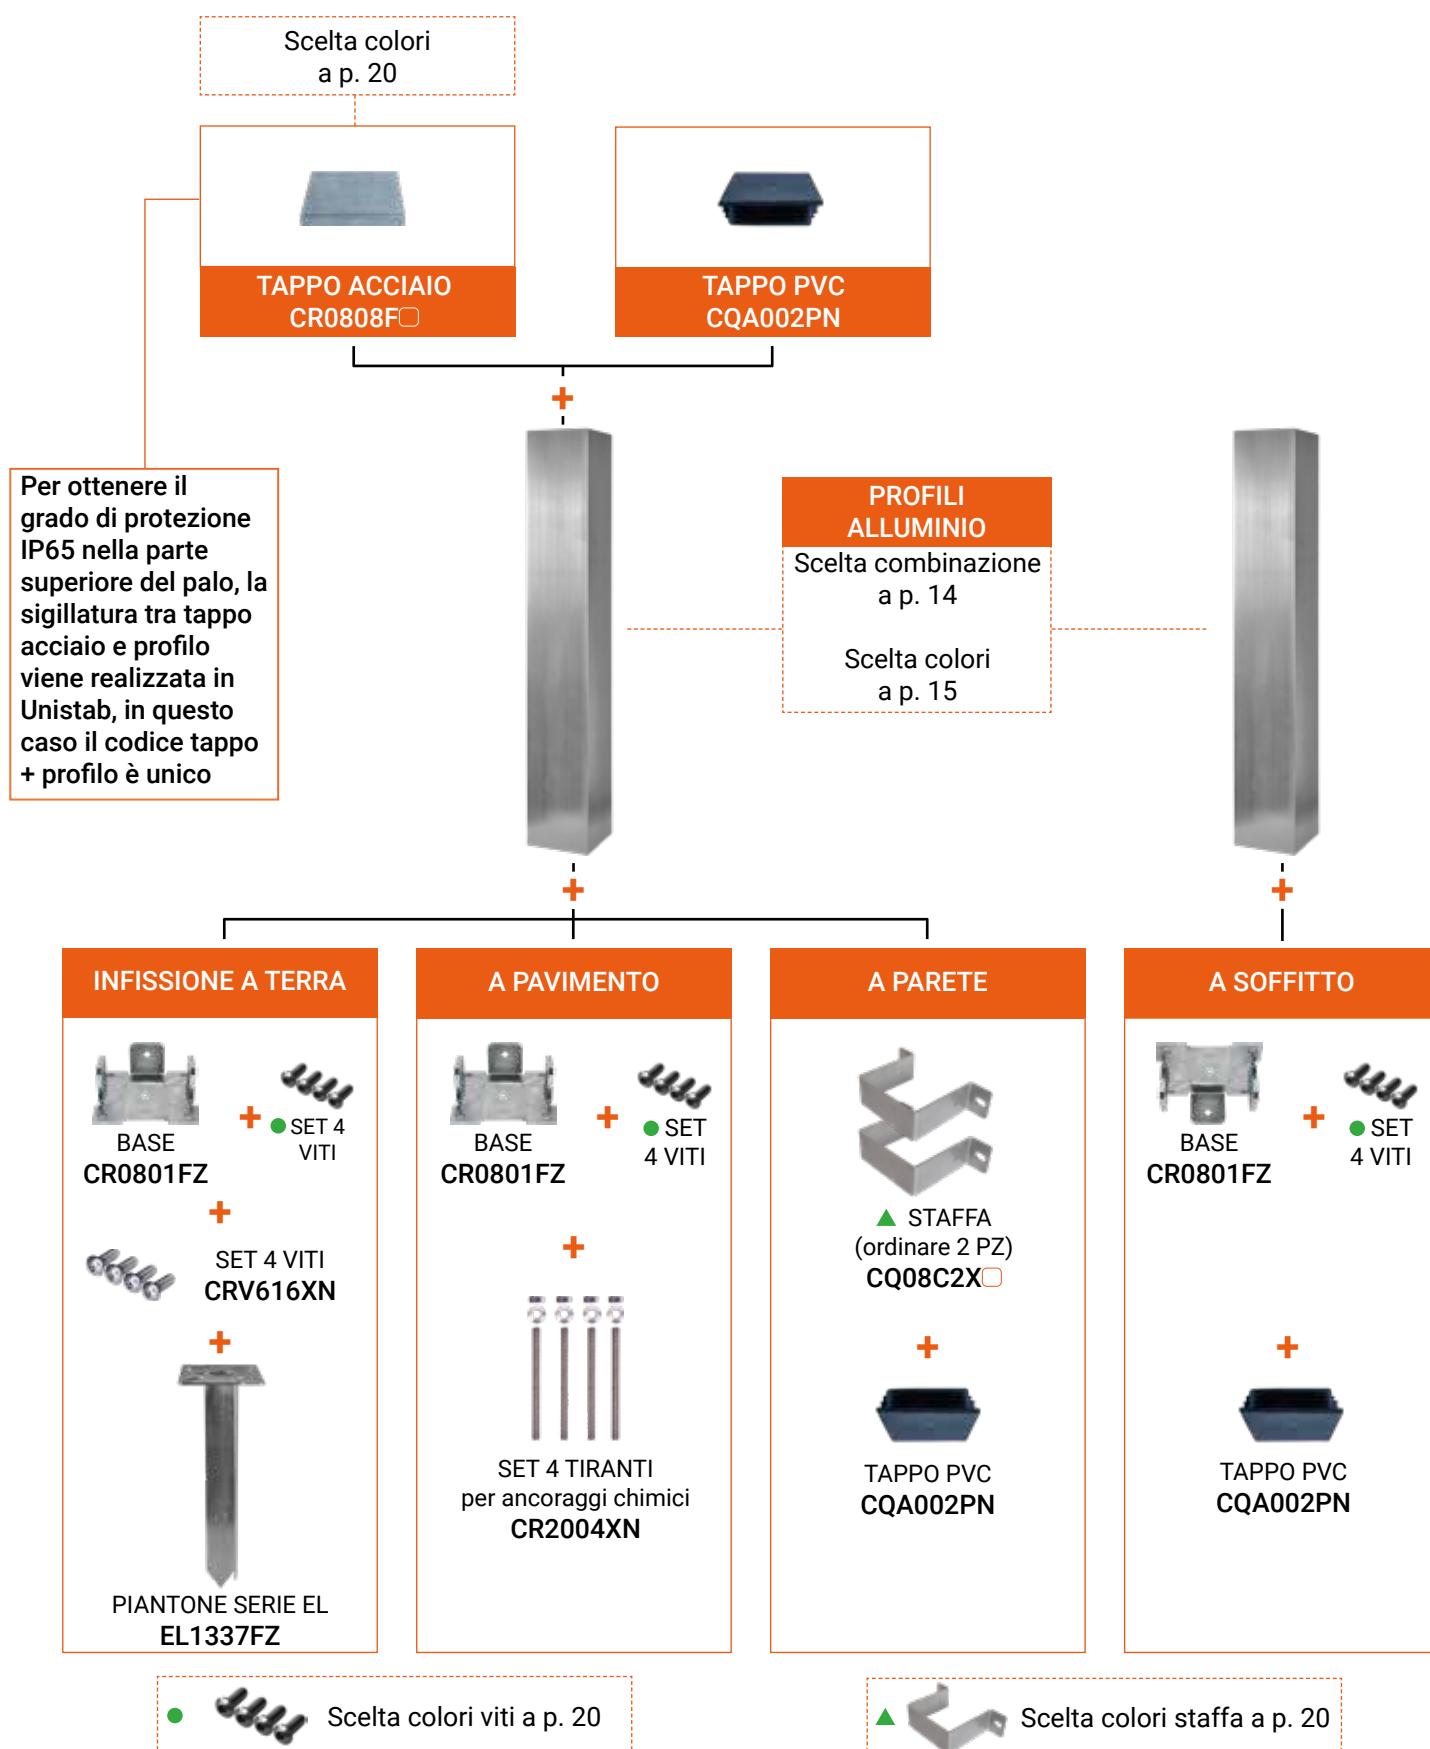 Scelta colori
a p. 20
TAPPO ACCIAIO
CR0808F
TAPPO PVC
CQA002PN
Per ottenere il
grado di protezione
IP65 nella parte
superiore del palo, la
sigillatura tra tappo
acciaio e profilo
viene realizzata in
Unistab, in questo
caso il codice tappo
+ profilo è unico
PROFILI
ALLUMINIO
Scelta combinazione
a p. 14
Scelta colori
a p. 15
INFISSIONE A TERRA
BASE
CR0801FZ
SET 4
VITI
SET 4 VITI
CRV616XN
PIANTONE SERIE EL
EL1337FZ
A PAVIMENTO
BASE
CR0801FZ
SET
4 VITI
SET 4 TIRANTI
per ancoraggi chimici
CR2004XN
A PARETE
STAFFA
(ordinare 2 PZ)
CQ08C2X
TAPPO PVC
CQA002PN
A SOFFITTO
BASE
CR0801FZ
SET
4 VITI
TAPPO PVC
CQA002PN
Scelta colori viti a p. 20
Scelta colori staffa a p. 20